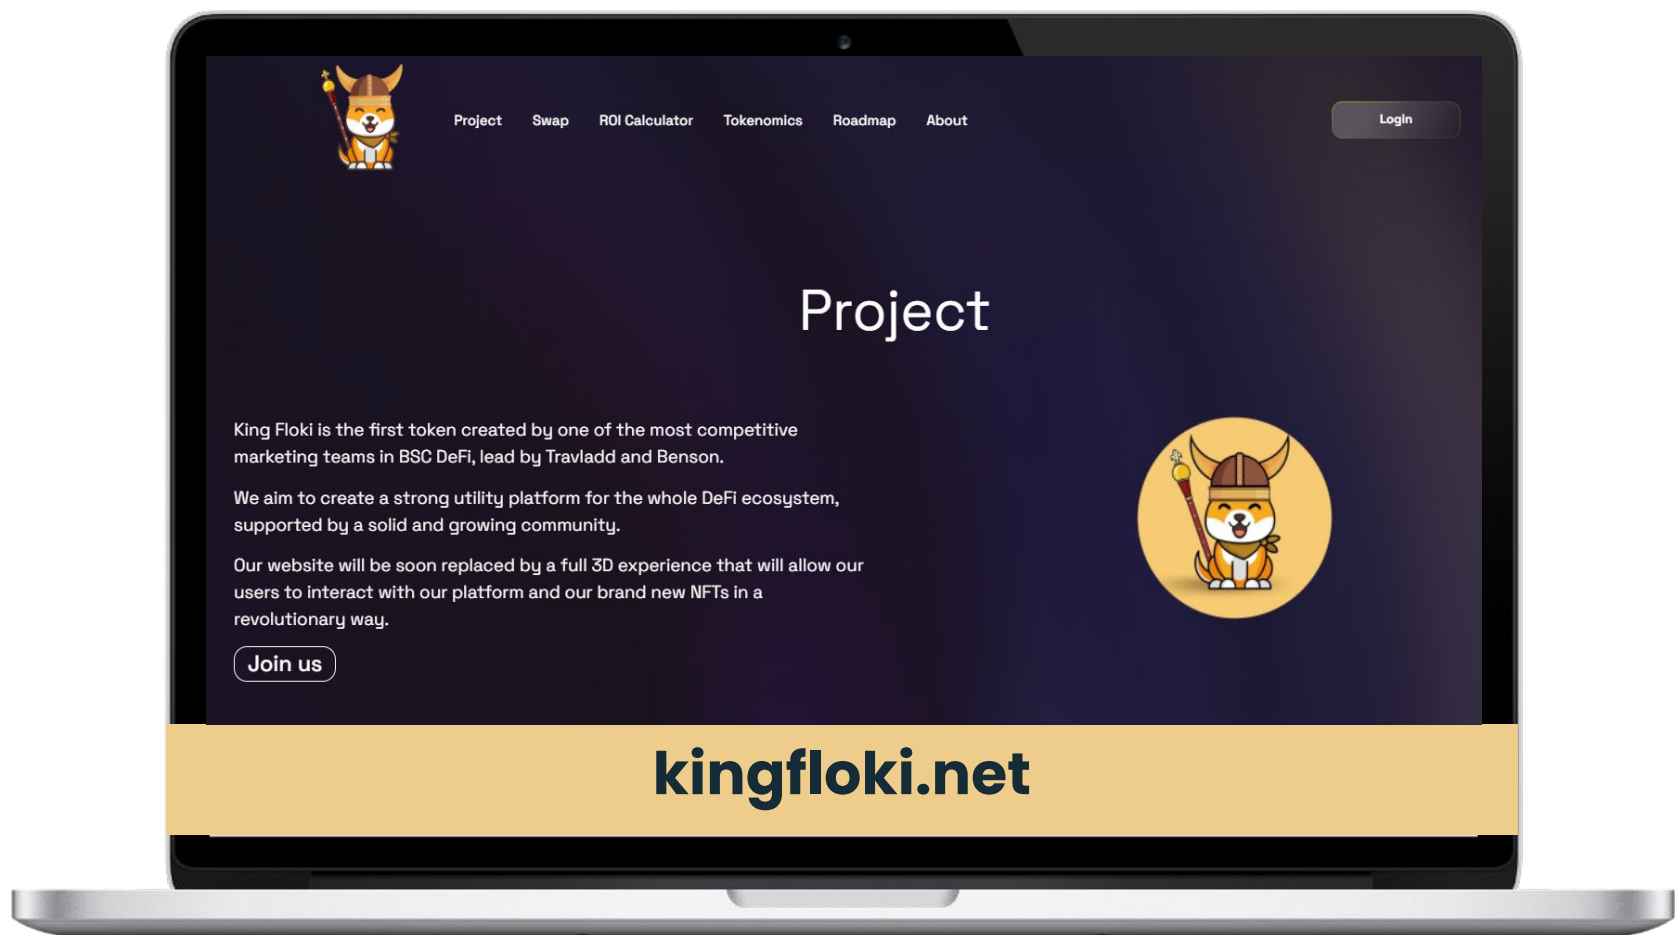 Project Swap ROI Calculator Tokenomics Roadmap About Login
Project
King Floki is the first token created by one of the most competitive
marketing teams in BSC DeFi, lead by Travladd and Benson.
We aim to create a strong utility platform for the whole DeFi ecosystem,
supported by a solid and growing community.
Our website will be soon replaced by a full 3D experience that will allow our
users to interact with our platform and our brand new NFTs in a
revolutionary way.
Join us
kingfloki.net